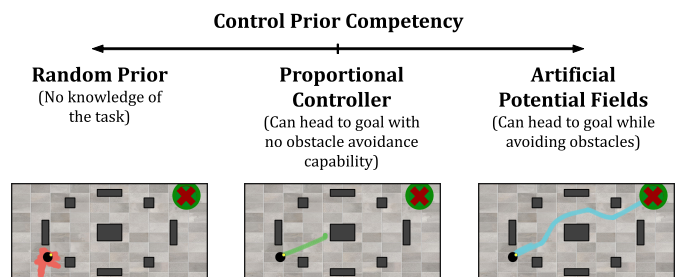 Control Prior Competency
Random Prior
(No knowledge of
the task)
Proportional
Controller
(Can head to goal with
no obstacle avoidance
capability)
Artificial
Potential Fields
(Can head to goal while
avoiding obstacles)